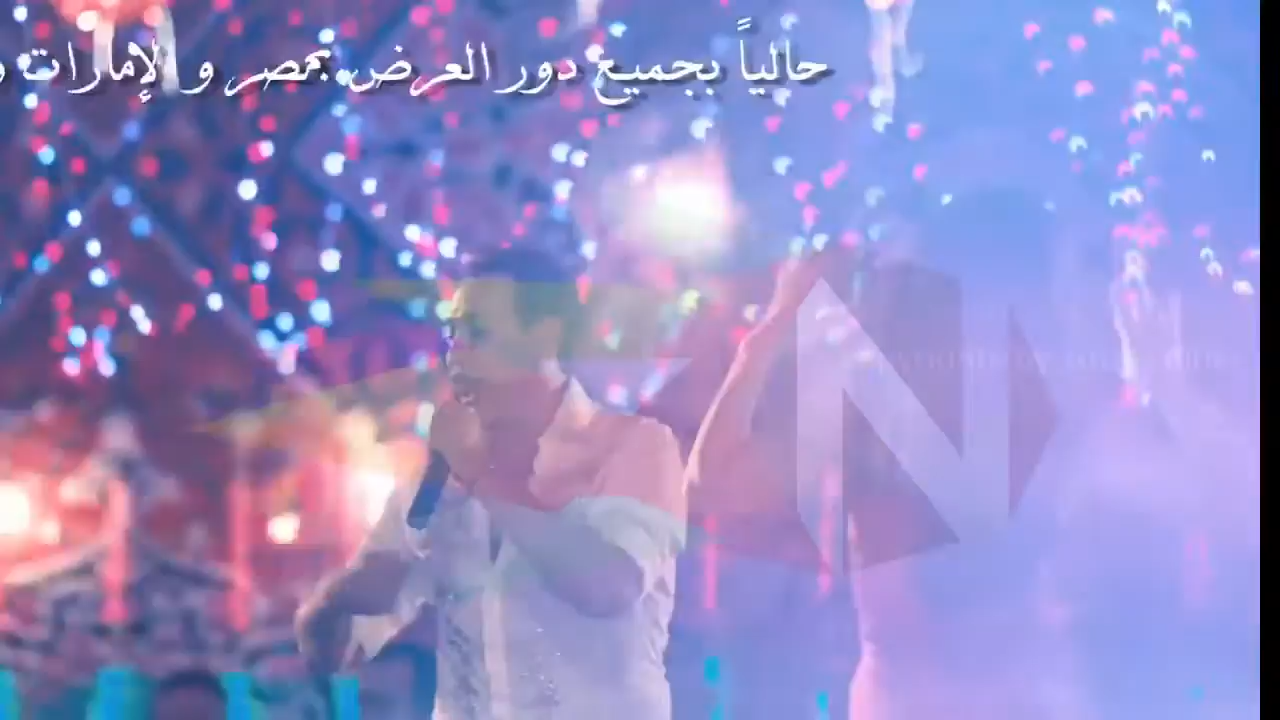 حالياً بجميع دور العرض بمصر و الإمارات و
N